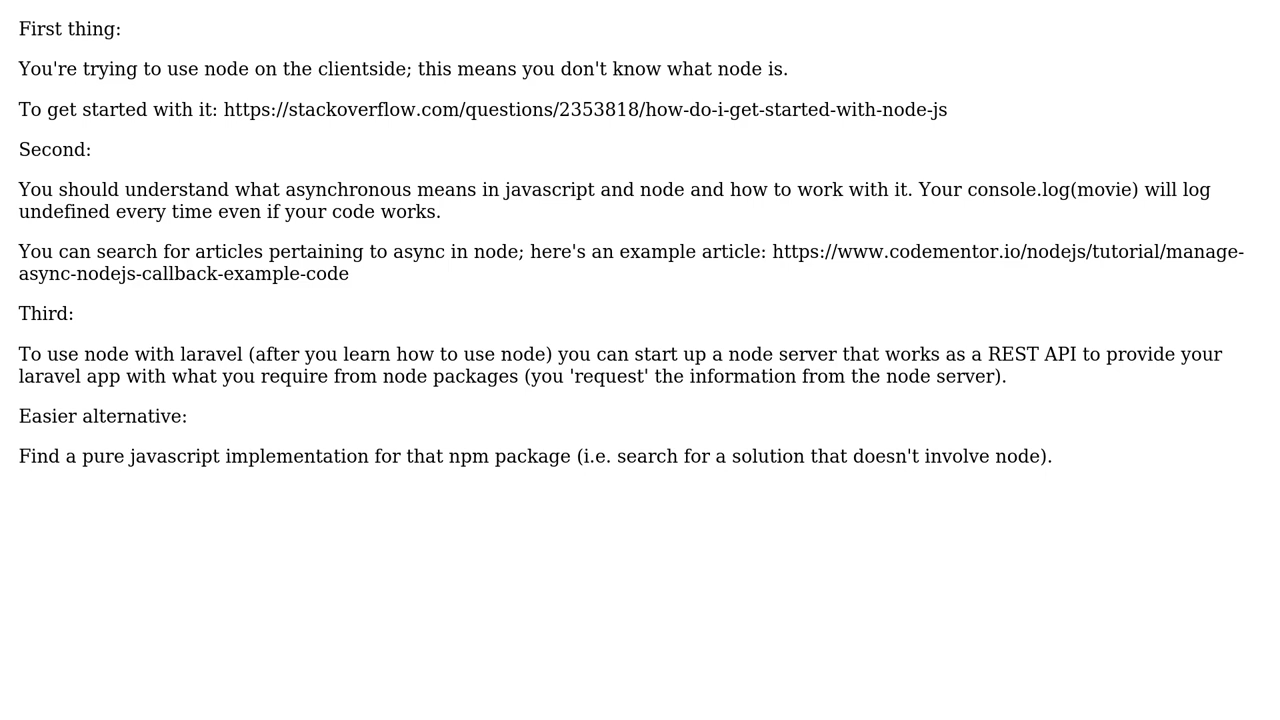 First thing:
You're trying to use node on the clientside; this means you don't know what node is.
To get started with it: https://stackoverflow.com/questions/2353818/how-do-i-get-started-with-node-js
Second:
You should understand what asynchronous means in javascript and node and how to work with it. Your console.log(movie) will log
undefined every time even if your code works.
You can search for articles pertaining to async in node; here's an example article: https://www.codementor.io/nodejs/tutorial/manage-
async-nodejs-callback-example-code
Third:
To use node with laravel (after you learn how to use node) you can start up a node server that works as a REST API to provide your
laravel app with what you require from node packages (you 'request' the information from the node server).
Easier alternative:
Find a pure javascript implementation for that npm package (i.e. search for a solution that doesn't involve node).